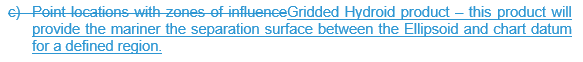 c) Point locations with zones of influenceGridded Hydroid product – this product will
provide the mariner the separation surface between the Ellipsoid and chart datum
for a defined region.